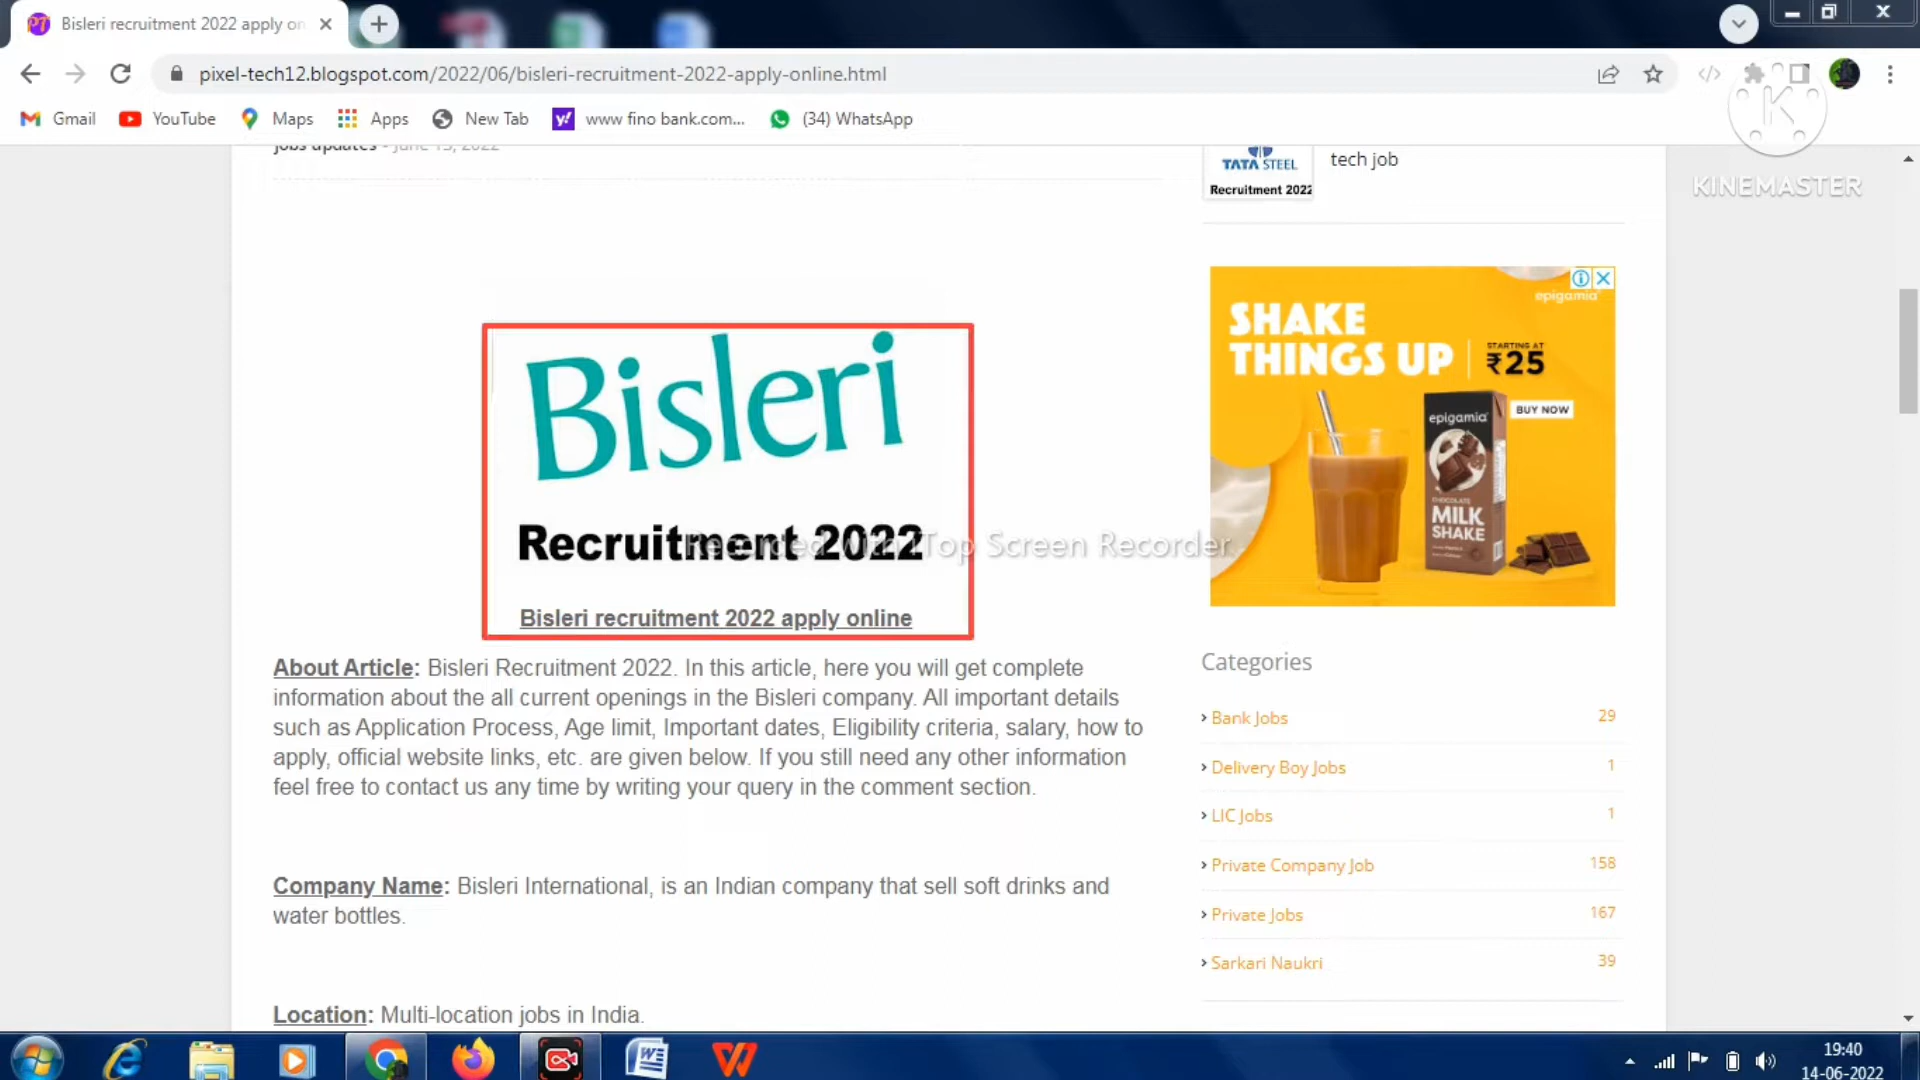 Bisleri recruitment 2022 apply on
pixel-tech12.blogspot.com/2022/06/bisleri-recruitment-2022-apply-online.html
Gmail
YouTube
Maps
Apps
New Tab
www fino bank.com...
(34) WhatsApp
jobs updates - June 13, 2022
TATA STEEL
Recruitment 2022
tech job
KINEMASTER
epigamia
SHAKE
THINGS UP
STARTING AT
₹25
BUY NOW
epigamia
CHOCOLATE
MILK
SHAKE
Bisleri
Recruitment 2022
Recorded with iTop Screen Recorder
Bisleri recruitment 2022 apply online
About Article: Bisleri Recruitment 2022. In this article, here you will get complete
information about the all current openings in the Bisleri company. All important details
such as Application Process, Age limit, Important dates, Eligibility criteria, salary, how to
apply, official website links, etc. are given below. If you still need any other information
feel free to contact us any time by writing your query in the comment section.
Company Name: Bisleri International, is an Indian company that sell soft drinks and
water bottles.
Location: Multi-location jobs in India.
Categories
Bank Jobs 29
Delivery Boy Jobs 1
LIC Jobs 1
Private Company Job 158
Private Jobs 167
Sarkari Naukri 39
19:40
14-06-2022